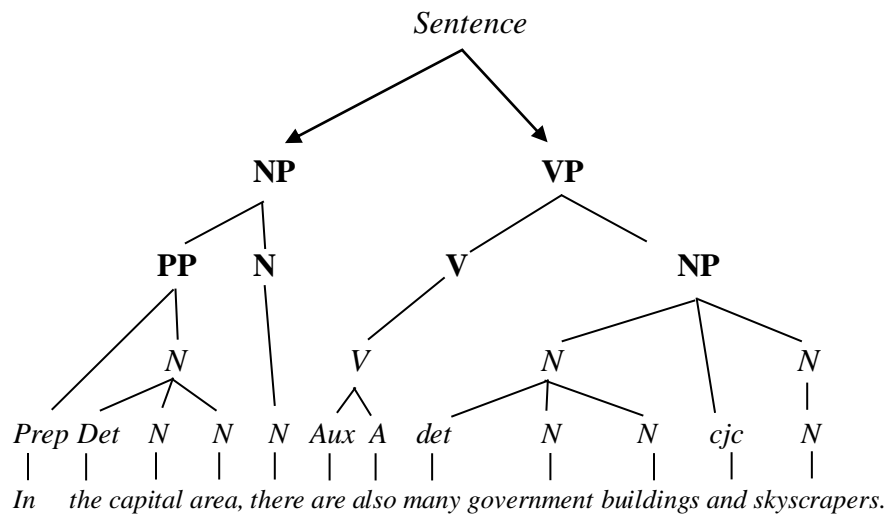 Sentence
NP VP
PP N V NP
N V N N
Prep Det N N N Aux A det N N cjc N
In the capital area, there are also many government buildings and skyscrapers.